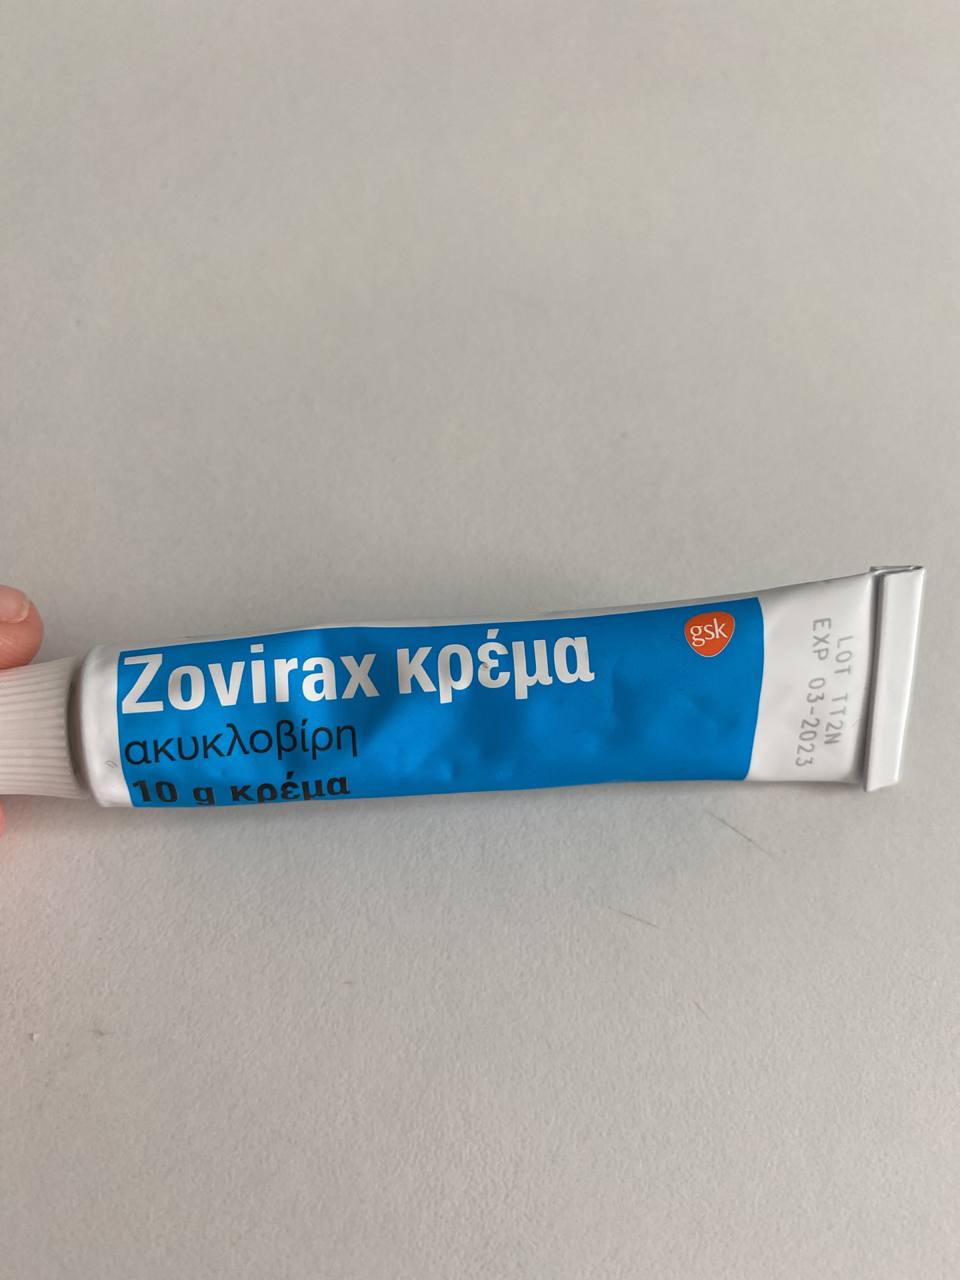 Zovirax κρέμα
ακυκλοβίρη
10 g κρέμα
gsk
LOT TT2N
EXP 03-2023